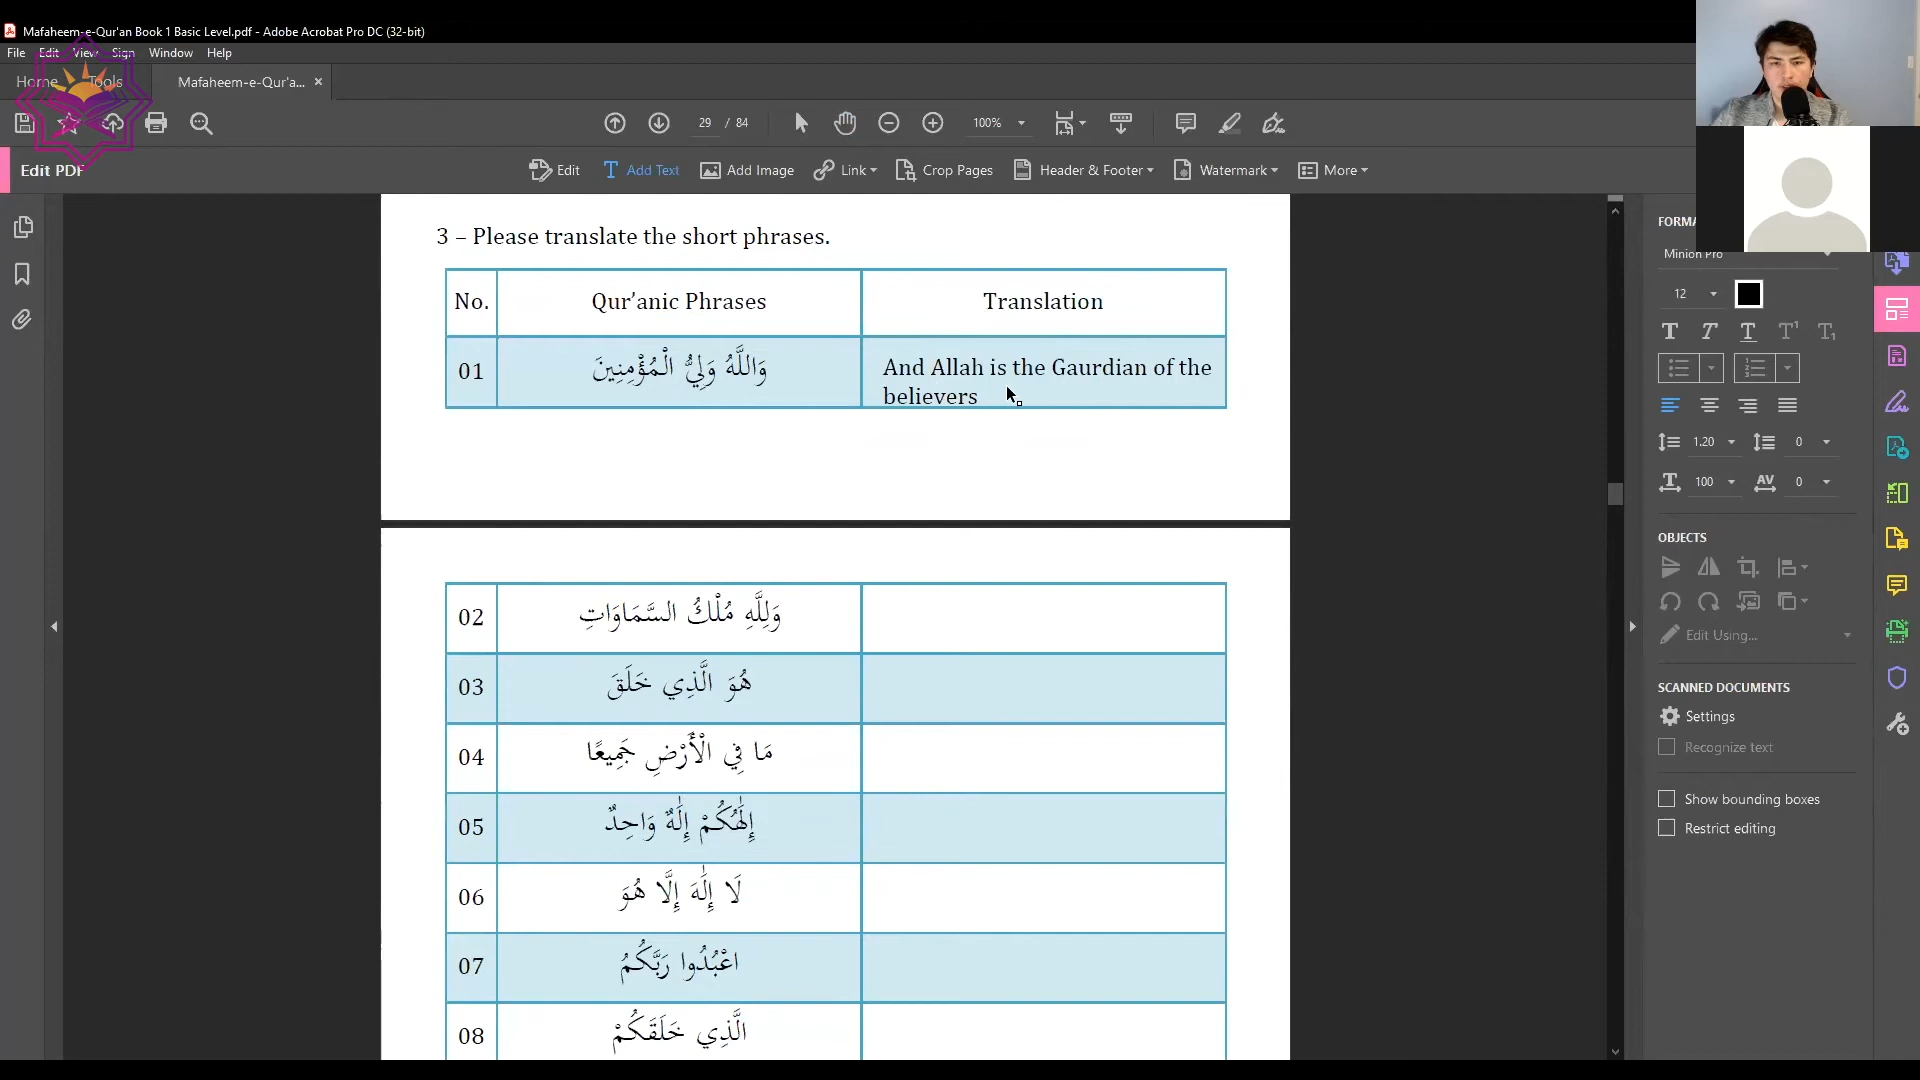 Mafaheem-e-Qur'an Book 1 Basic Level.pdf - Adobe Acrobat Pro DC (32-bit)
File Edit View Sign Window Help
Home Tools Mafaheem-e-Qur'a... ×
29 / 84 100%
Edit PDF
Edit Add Text Add Image Link Crop Pages Header & Footer Watermark More
3 – Please translate the short phrases.
No. Qur’anic Phrases Translation
01 وَاللَّهُ وَلِيُّ الْمُؤْمِنِينَ And Allah is the Gaurdian of the
believers
02 وَلِلَّهِ مُلْكُ السَّمَاوَاتِ
03 هُوَ الَّذِي خَلَقَ
04 مَا فِي الْأَرْضِ جَمِيعًا
05 إِلَٰهُكُمْ إِلَٰهٌ وَاحِدٌ
06 لَا إِلَٰهَ إِلَّا هُوَ
07 اعْبُدُوا رَبَّكُمُ
08 الَّذِي خَلَقَكُمْ
Minion Pro
12
1.20 0
100 0
OBJECTS
Edit Using...
SCANNED DOCUMENTS
Settings
Recognize text
Show bounding boxes
Restrict editing